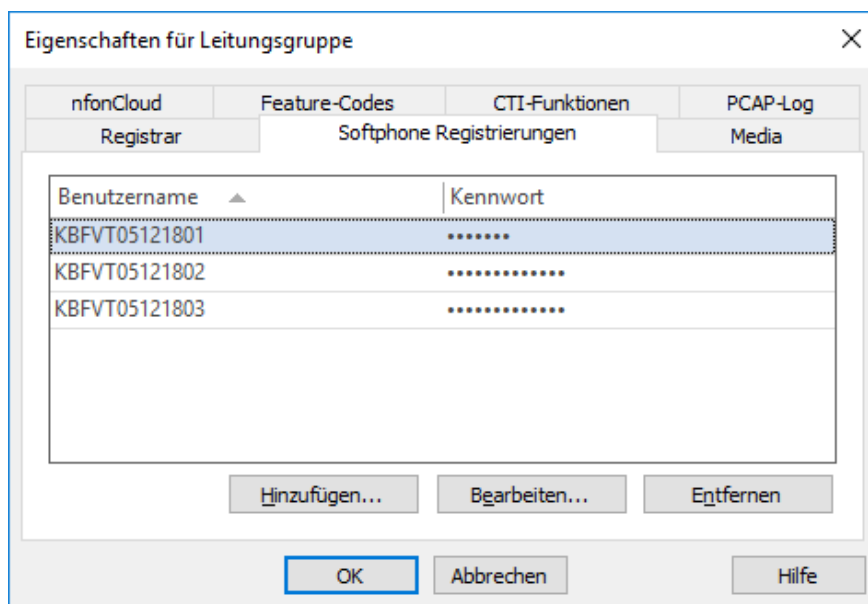 Eigenschaften für Leitungsgruppe
nfonCloud Feature-Codes CTI-Funktionen PCAP-Log
Registrar Softphone Registrierungen Media
Benutzername Kennwort
KBFVT05121801 •••••••
KBFVT05121802 •••••••••••••
KBFVT05121803 •••••••••••••
Hinzufügen... Bearbeiten... Entfernen
OK Abbrechen Hilfe